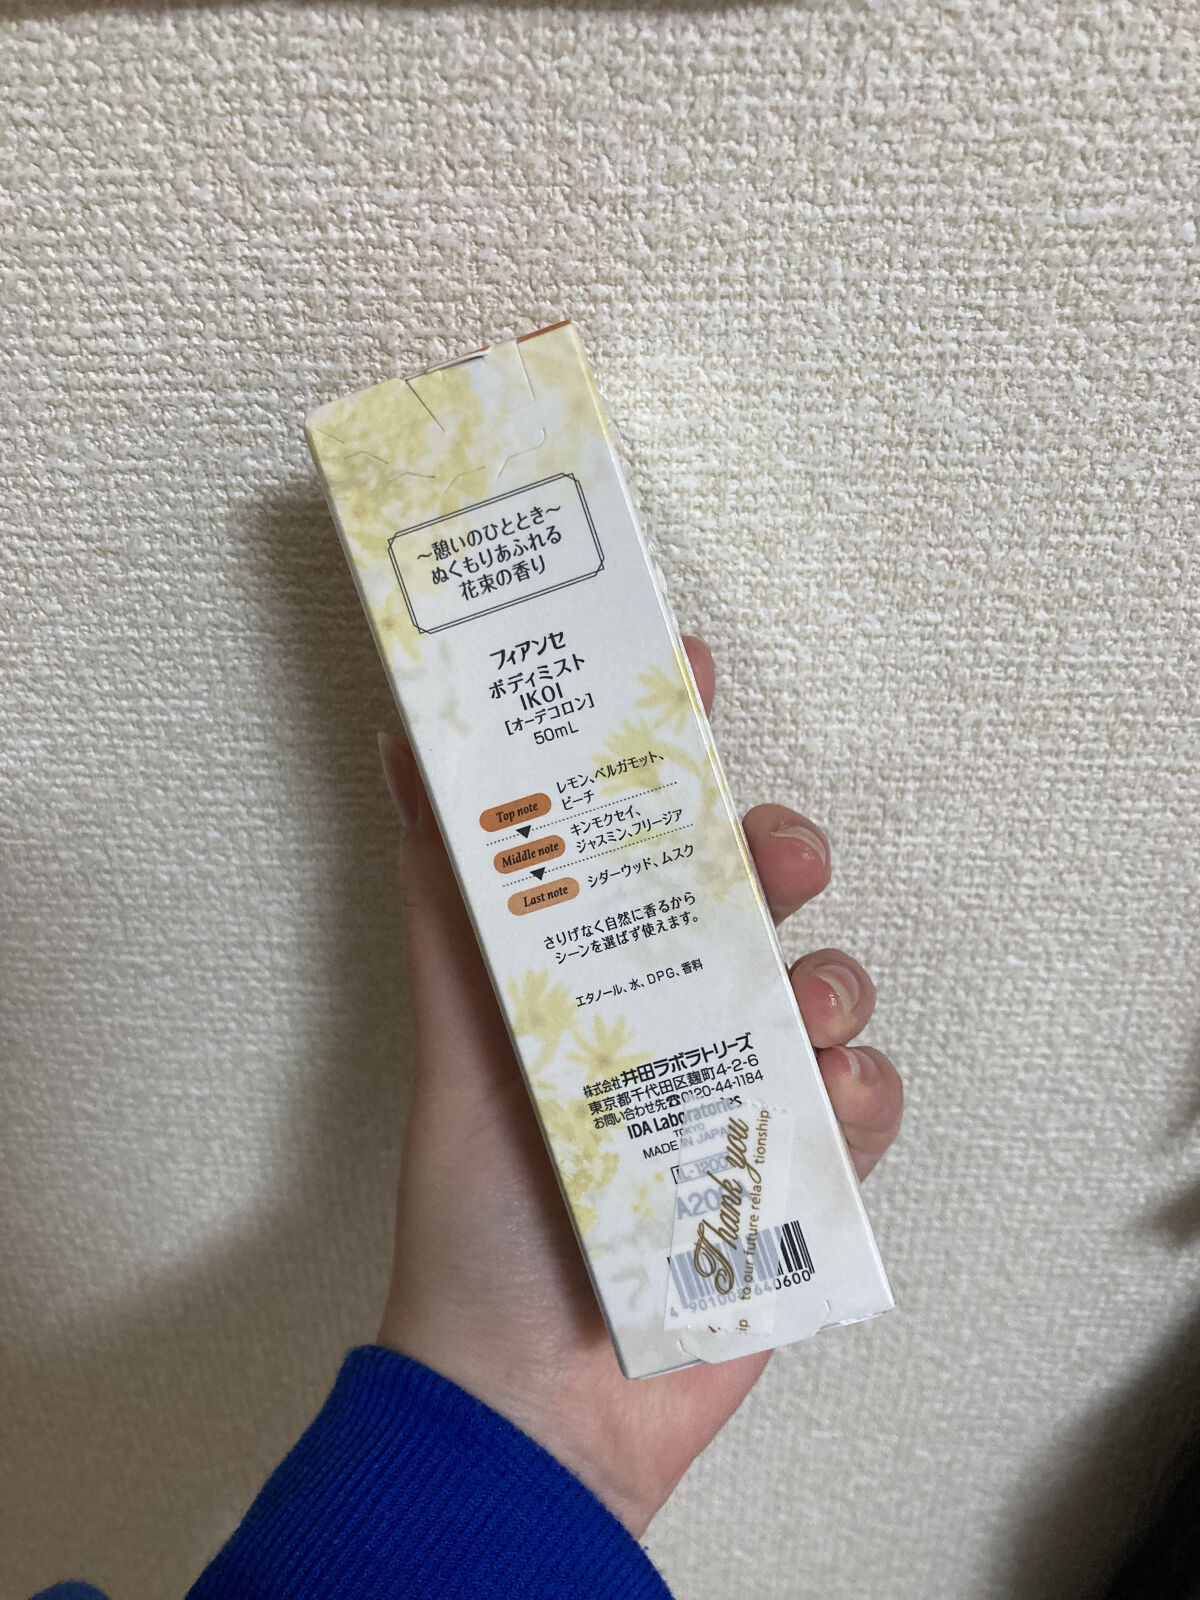 ～憩いのひととき～
ぬくもりあふれる
花束の香り
フィアンセ
ボディミスト
IKOI
［オーデコロン］
50mL
Top note
レモン、ベルガモット、
ピーチ
Middle note
キンモクセイ、
ジャスミン、フリージア
Last note
シダーウッド、ムスク
さりげなく自然に香るから
シーンを選ばず使えます。
エタノール、水、DPG、香料
株式会社 井田ラボラトリーズ
東京都千代田区麹町4-2-6
お問い合わせ先☎0120-44-1184
IDA Laboratories
TOKYO
MADE IN JAPAN
Thank you
to our future relationship